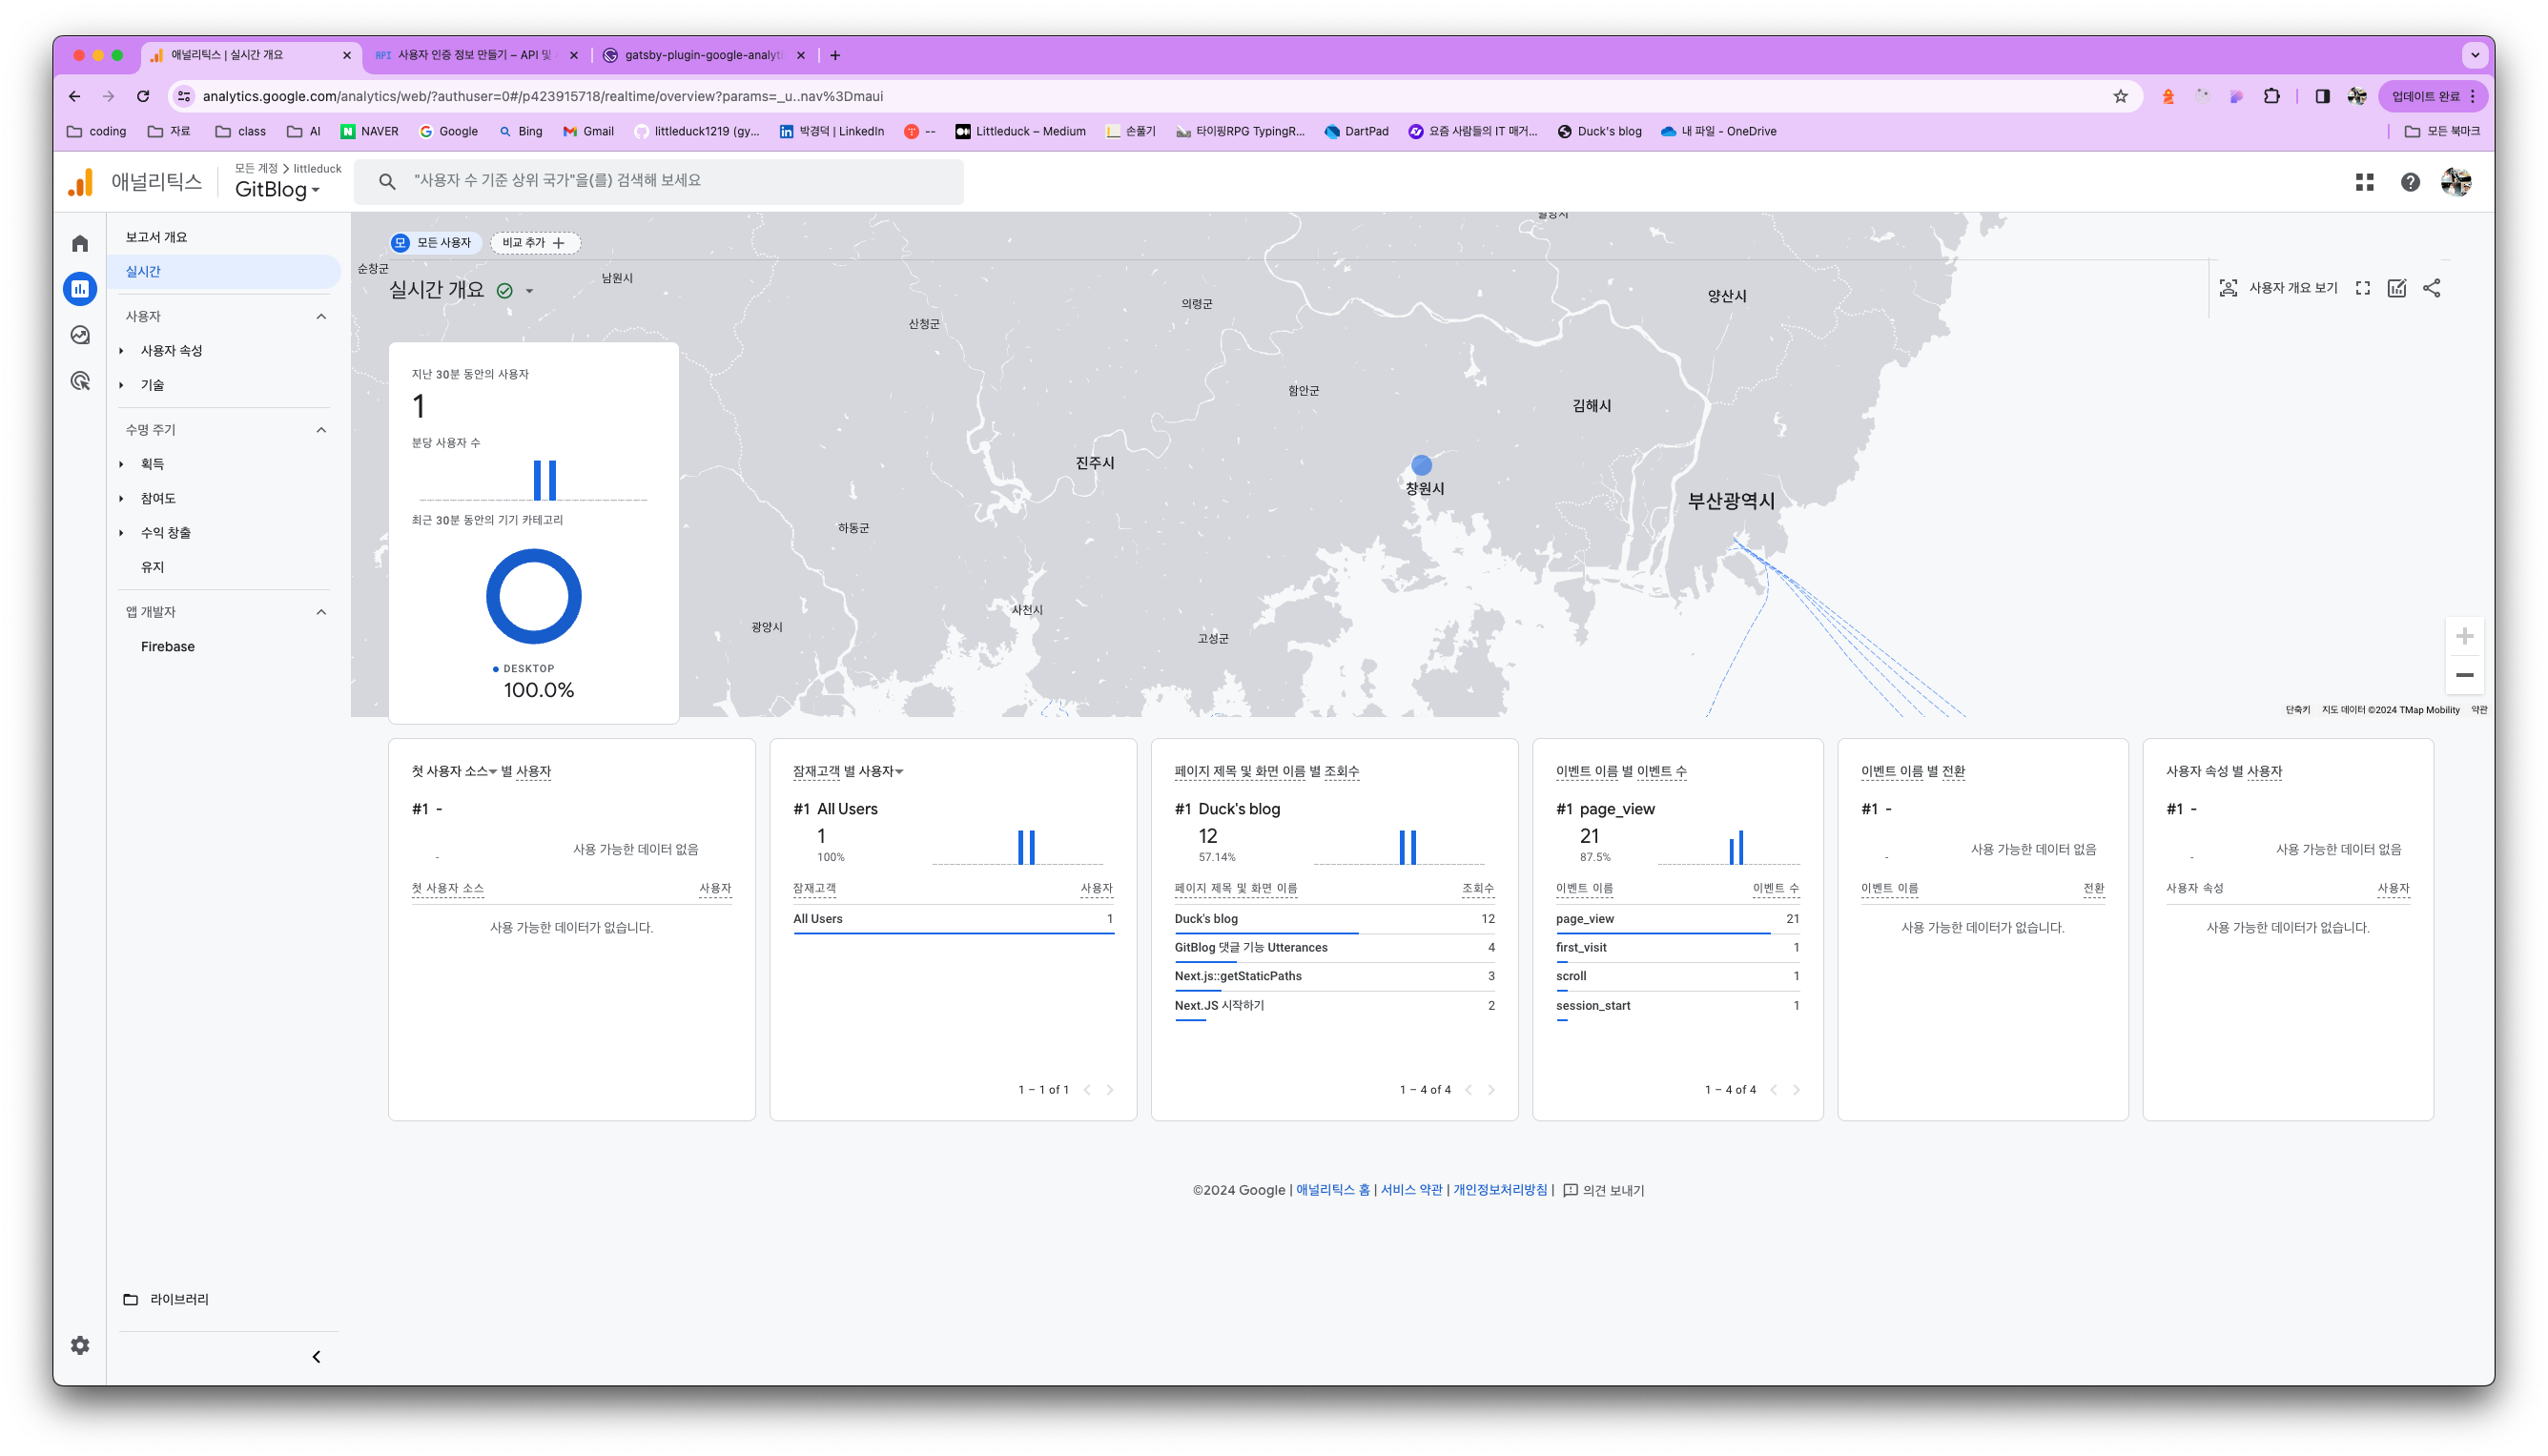 애널리틱스 | 실시간 개요
사용자 인증 정보 만들기 – API 및
gatsby-plugin-google-analyti
analytics.google.com/analytics/web/?authuser=0#/p423915718/realtime/overview?params=_u..nav%3Dmaui
업데이트 완료
coding 자료 class AI NAVER Google Bing Gmail littleduck1219 (gy... 박경덕 | LinkedIn -- Littleduck – Medium 손풀기 타이핑RPG TypingR... DartPad 요즘 사람들의 IT 매거... Duck's blog 내 파일 - OneDrive 모든 북마크
애널리틱스
모든 계정 > littleduck
GitBlog
"사용자 수 기준 상위 국가"을(를) 검색해 보세요
보고서 개요
실시간
사용자
사용자 속성
기술
수명 주기
획득
참여도
수익 창출
유지
앱 개발자
Firebase
라이브러리
모 모든 사용자 비교 추가 +
실시간 개요
사용자 개요 보기
순창군
남원시
산청군
의령군
양산시
함안군
김해시
진주시
창원시
부산광역시
하동군
사천시
광양시
고성군
단축키 지도 데이터 ©2024 TMap Mobility 약관
지난 30분 동안의 사용자
1
분당 사용자 수
최근 30분 동안의 기기 카테고리
DESKTOP
100.0%
첫 사용자 소스 별 사용자
#1 -
-
사용 가능한 데이터 없음
첫 사용자 소스 사용자
사용 가능한 데이터가 없습니다.
잠재고객 별 사용자
#1 All Users
1
100%
잠재고객 사용자
All Users 1
1 – 1 of 1
페이지 제목 및 화면 이름 별 조회수
#1 Duck's blog
12
57.14%
페이지 제목 및 화면 이름 조회수
Duck's blog 12
GitBlog 댓글 기능 Utterances 4
Next.js::getStaticPaths 3
Next.JS 시작하기 2
1 – 4 of 4
이벤트 이름 별 이벤트 수
#1 page_view
21
87.5%
이벤트 이름 이벤트 수
page_view 21
first_visit 1
scroll 1
session_start 1
1 – 4 of 4
이벤트 이름 별 전환
#1 -
-
사용 가능한 데이터 없음
이벤트 이름 전환
사용 가능한 데이터가 없습니다.
사용자 속성 별 사용자
#1 -
-
사용 가능한 데이터 없음
사용자 속성 사용자
사용 가능한 데이터가 없습니다.
©2024 Google | 애널리틱스 홈 | 서비스 약관 | 개인정보처리방침 | 의견 보내기